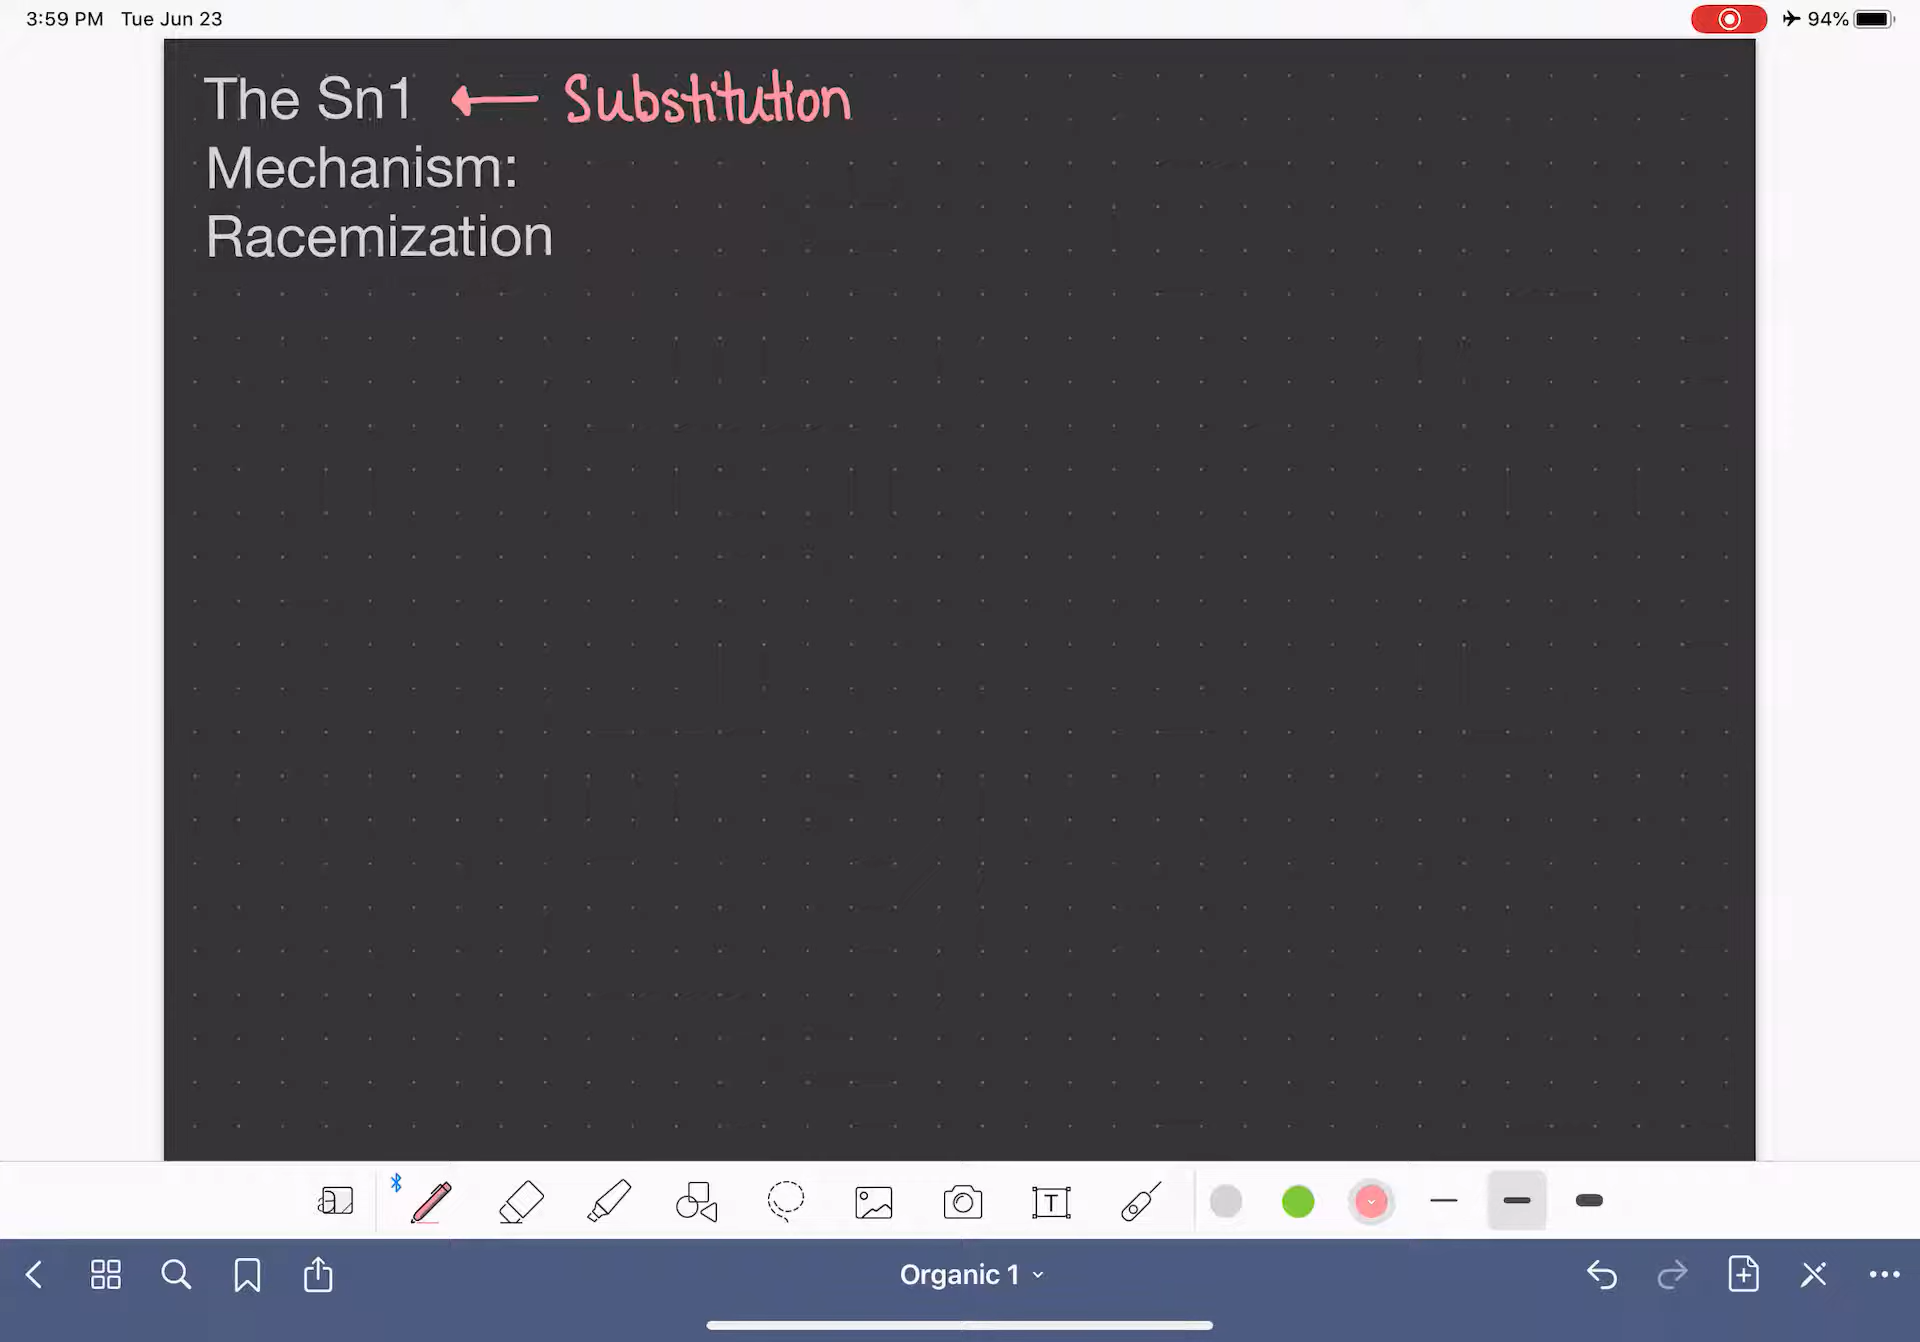 3:59 PM Tue Jun 23
94%
The Sn1 ← Substitution
Mechanism:
Racemization
Organic 1